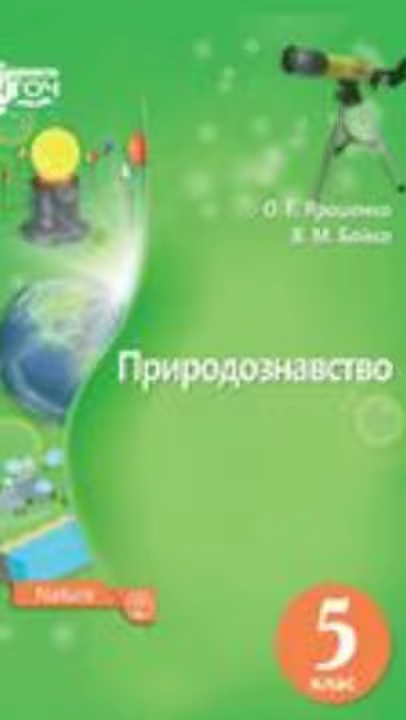 О. Г. Ярошенко
В. М. Бойко
Природознавство
Nature
5
клас